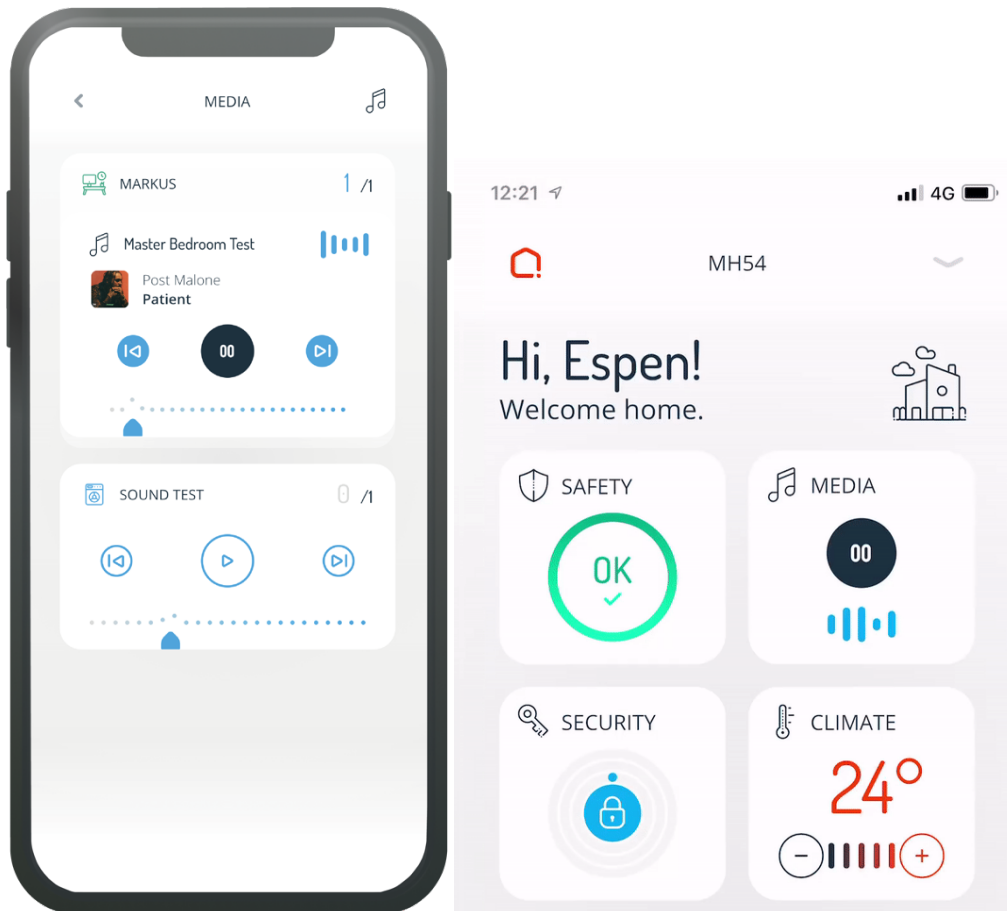 MEDIA
MARKUS
1 /1
Master Bedroom Test
Post Malone
Patient
SOUND TEST
0 /1
12:21
4G
MH54
Hi, Espen!
Welcome home.
SAFETY
OK
MEDIA
SECURITY
CLIMATE
24°